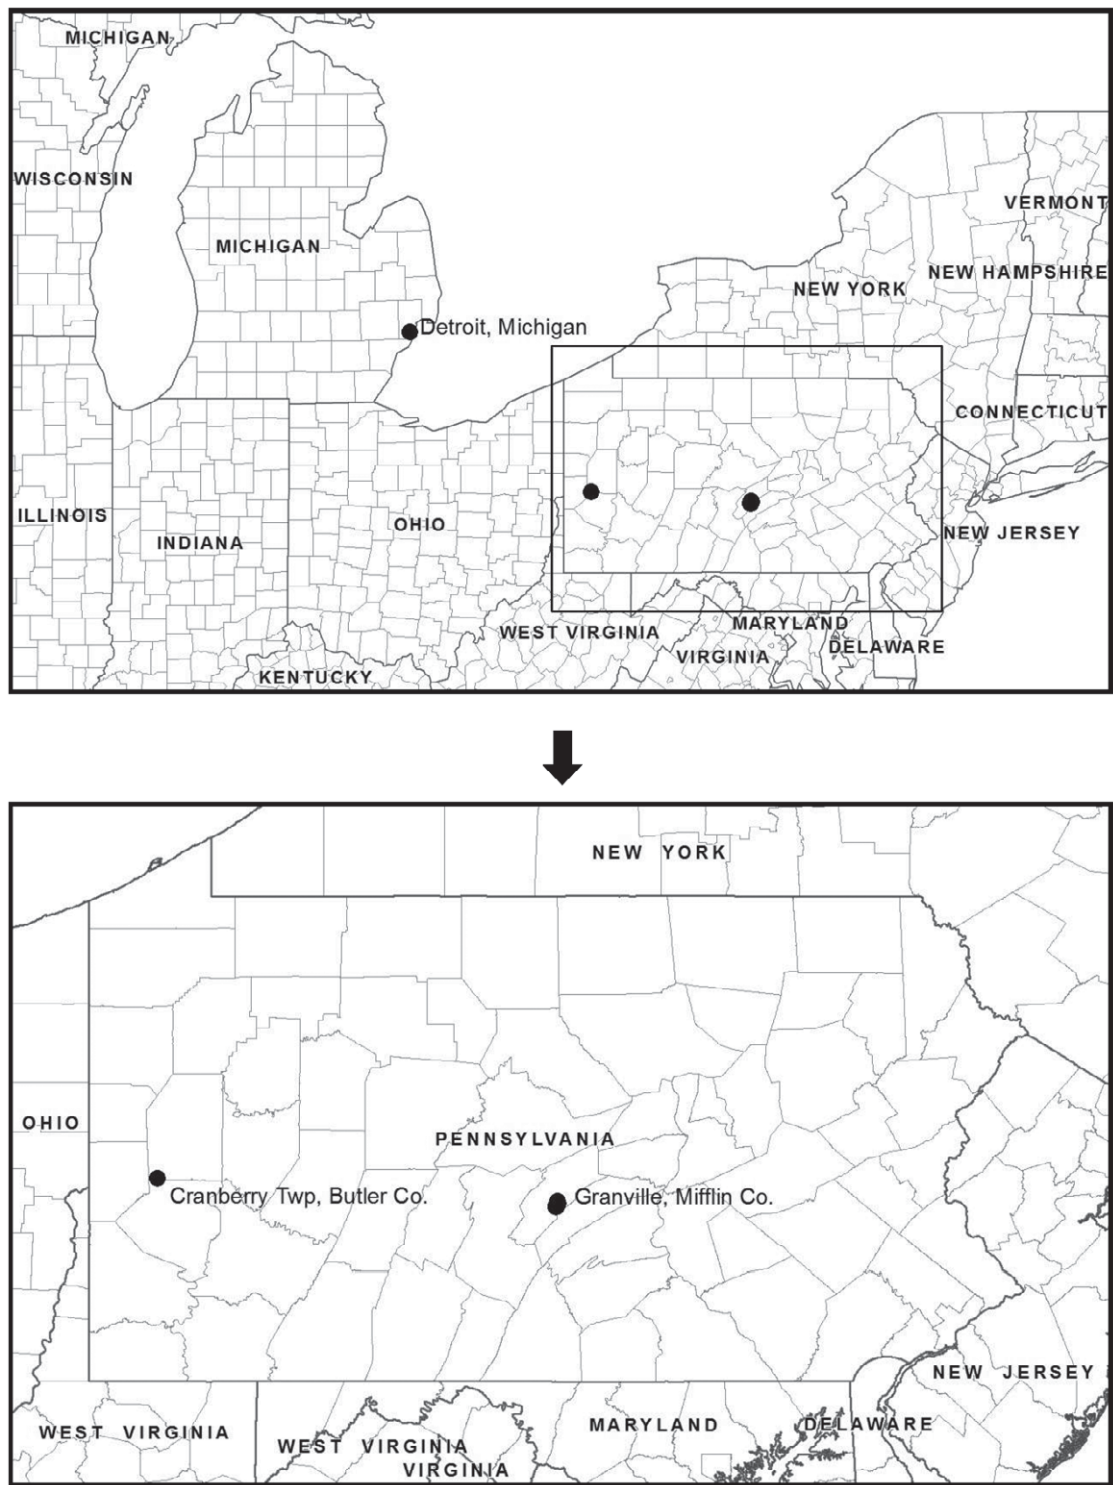 MICHIGAN
WISCONSIN
VERMONT
MICHIGAN
NEW HAMPSHIRE
NEW YORK
Detroit, Michigan
CONNECTICUT
ILLINOIS
OHIO
INDIANA
NEW JERSEY
WEST VIRGINIA
MARYLAND
DELAWARE
VIRGINIA
KENTUCKY
NEW YORK
OHIO
PENNSYLVANIA
Cranberry Twp, Butler Co.
Granville, Mifflin Co.
NEW JERSEY
WEST VIRGINIA
MARYLAND
DELAWARE
WEST VIRGINIA
VIRGINIA